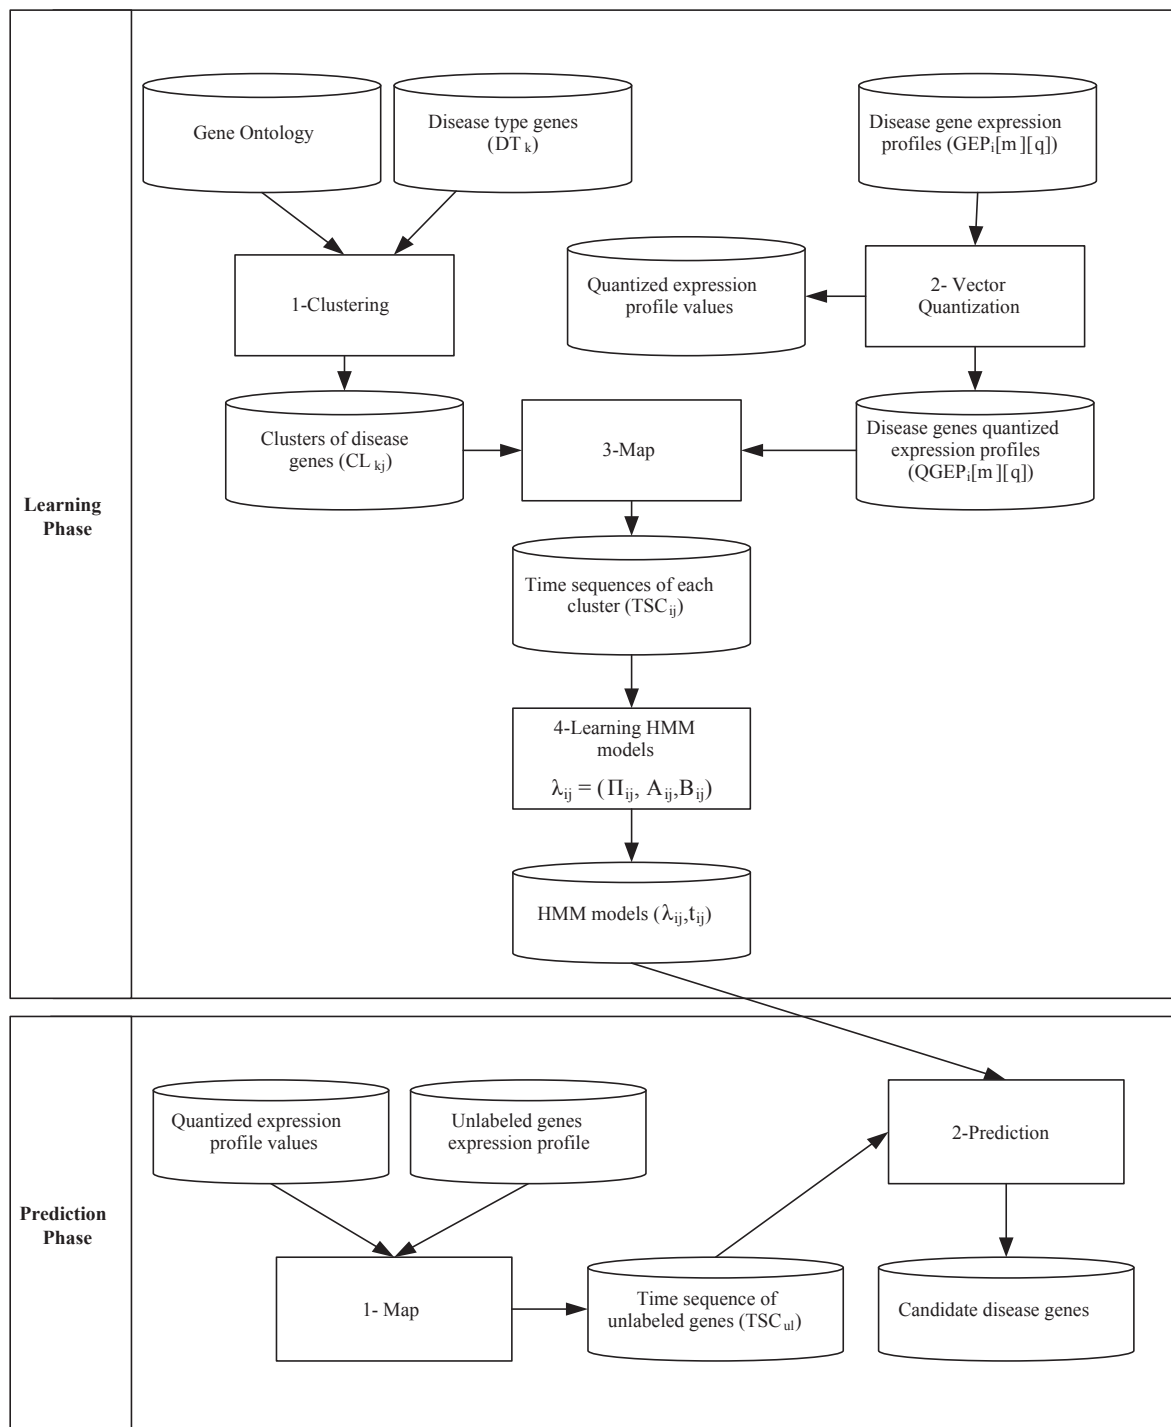 Learning
Phase
Gene Ontology
Disease type genes
(DT k)
Disease gene expression
profiles (GEPi[m][q])
1-Clustering
Quantized expression
profile values
2- Vector
Quantization
Clusters of disease
genes (CL kj)
3-Map
Disease genes quantized
expression profiles
(QGEPi[m][q])
Time sequences of each
cluster (TSCij)
4-Learning HMM
models
λij = (Πij, Aij,Bij)
HMM models (λij,tij)
Prediction
Phase
Quantized expression
profile values
Unlabeled genes
expression profile
2-Prediction
1- Map
Time sequence of
unlabeled genes (TSCul)
Candidate disease genes